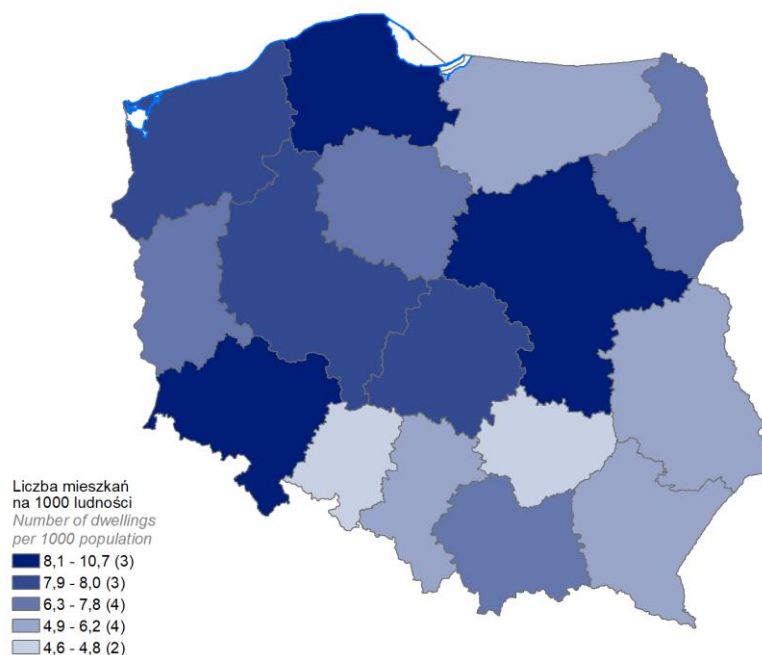 Liczba mieszkań
na 1000 ludności
Number of dwellings
per 1000 population
8,1 - 10,7 (3)
7,9 - 8,0 (3)
6,3 - 7,8 (4)
4,9 - 6,2 (4)
4,6 - 4,8 (2)